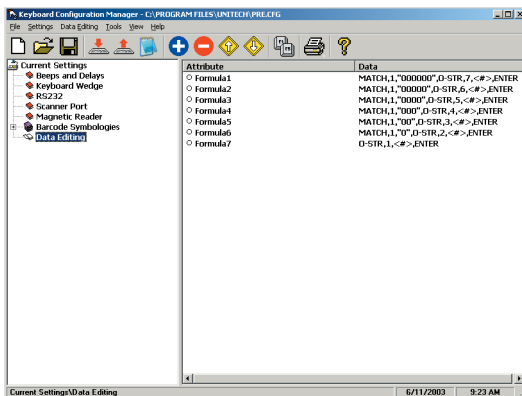 Keyboard Configuration Manager - C:\PROGRAM FILES\UNITECH\PRE.CFG
File Settings Data Editing Tools View Help
Current Settings
Beeps and Delays
Keyboard Wedge
RS232
Scanner Port
Magnetic Reader
Barcode Symbologies
Data Editing
Attribute Data
Formula1 MATCH,1,"000000",O-STR,7,<#>,ENTER
Formula2 MATCH,1,"00000",O-STR,6,<#>,ENTER
Formula3 MATCH,1,"0000",O-STR,5,<#>,ENTER
Formula4 MATCH,1,"000",O-STR,4,<#>,ENTER
Formula5 MATCH,1,"00",O-STR,3,<#>,ENTER
Formula6 MATCH,1,"0",O-STR,2,<#>,ENTER
Formula7 O-STR,1,<#>,ENTER
Current Settings\Data Editing 6/11/2003 9:23 AM